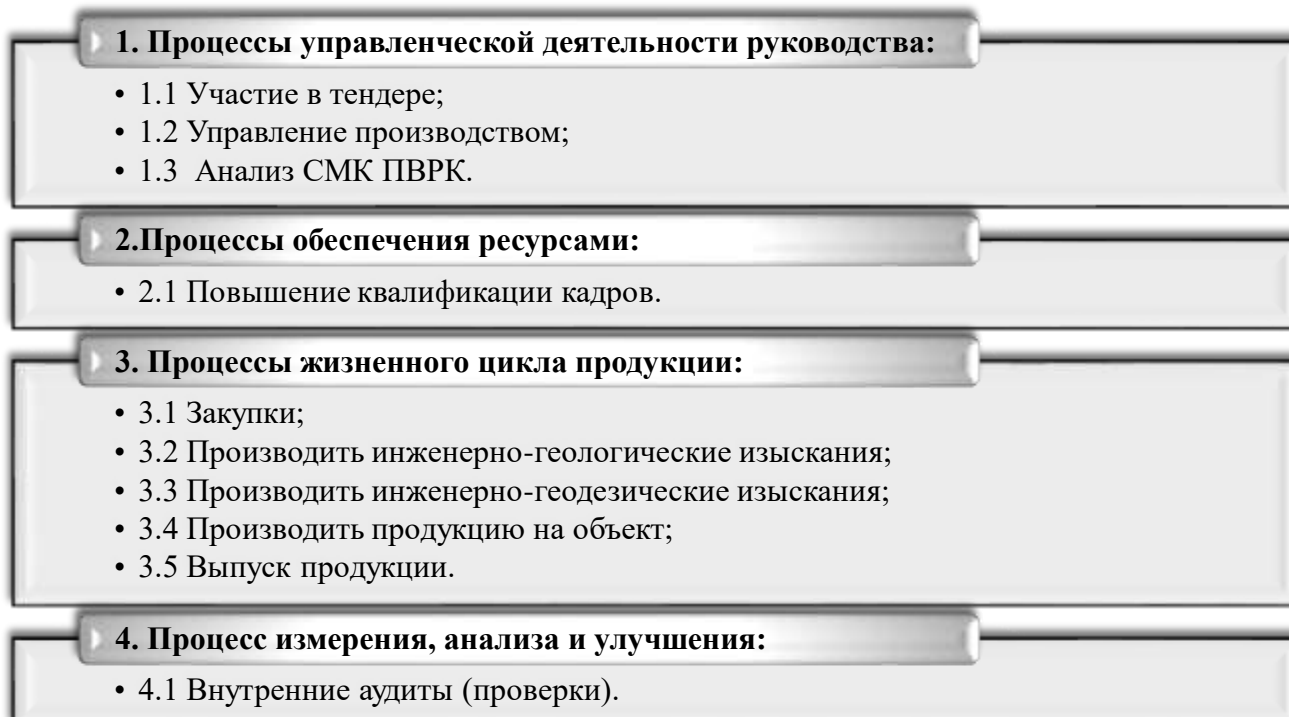 1. Процессы управленческой деятельности руководства:
• 1.1 Участие в тендере;
• 1.2 Управление производством;
• 1.3 Анализ СМК ПВРК.
2.Процессы обеспечения ресурсами:
• 2.1 Повышение квалификации кадров.
3. Процессы жизненного цикла продукции:
• 3.1 Закупки;
• 3.2 Производить инженерно-геологические изыскания;
• 3.3 Производить инженерно-геодезические изыскания;
• 3.4 Производить продукцию на объект;
• 3.5 Выпуск продукции.
4. Процесс измерения, анализа и улучшения:
• 4.1 Внутренние аудиты (проверки).